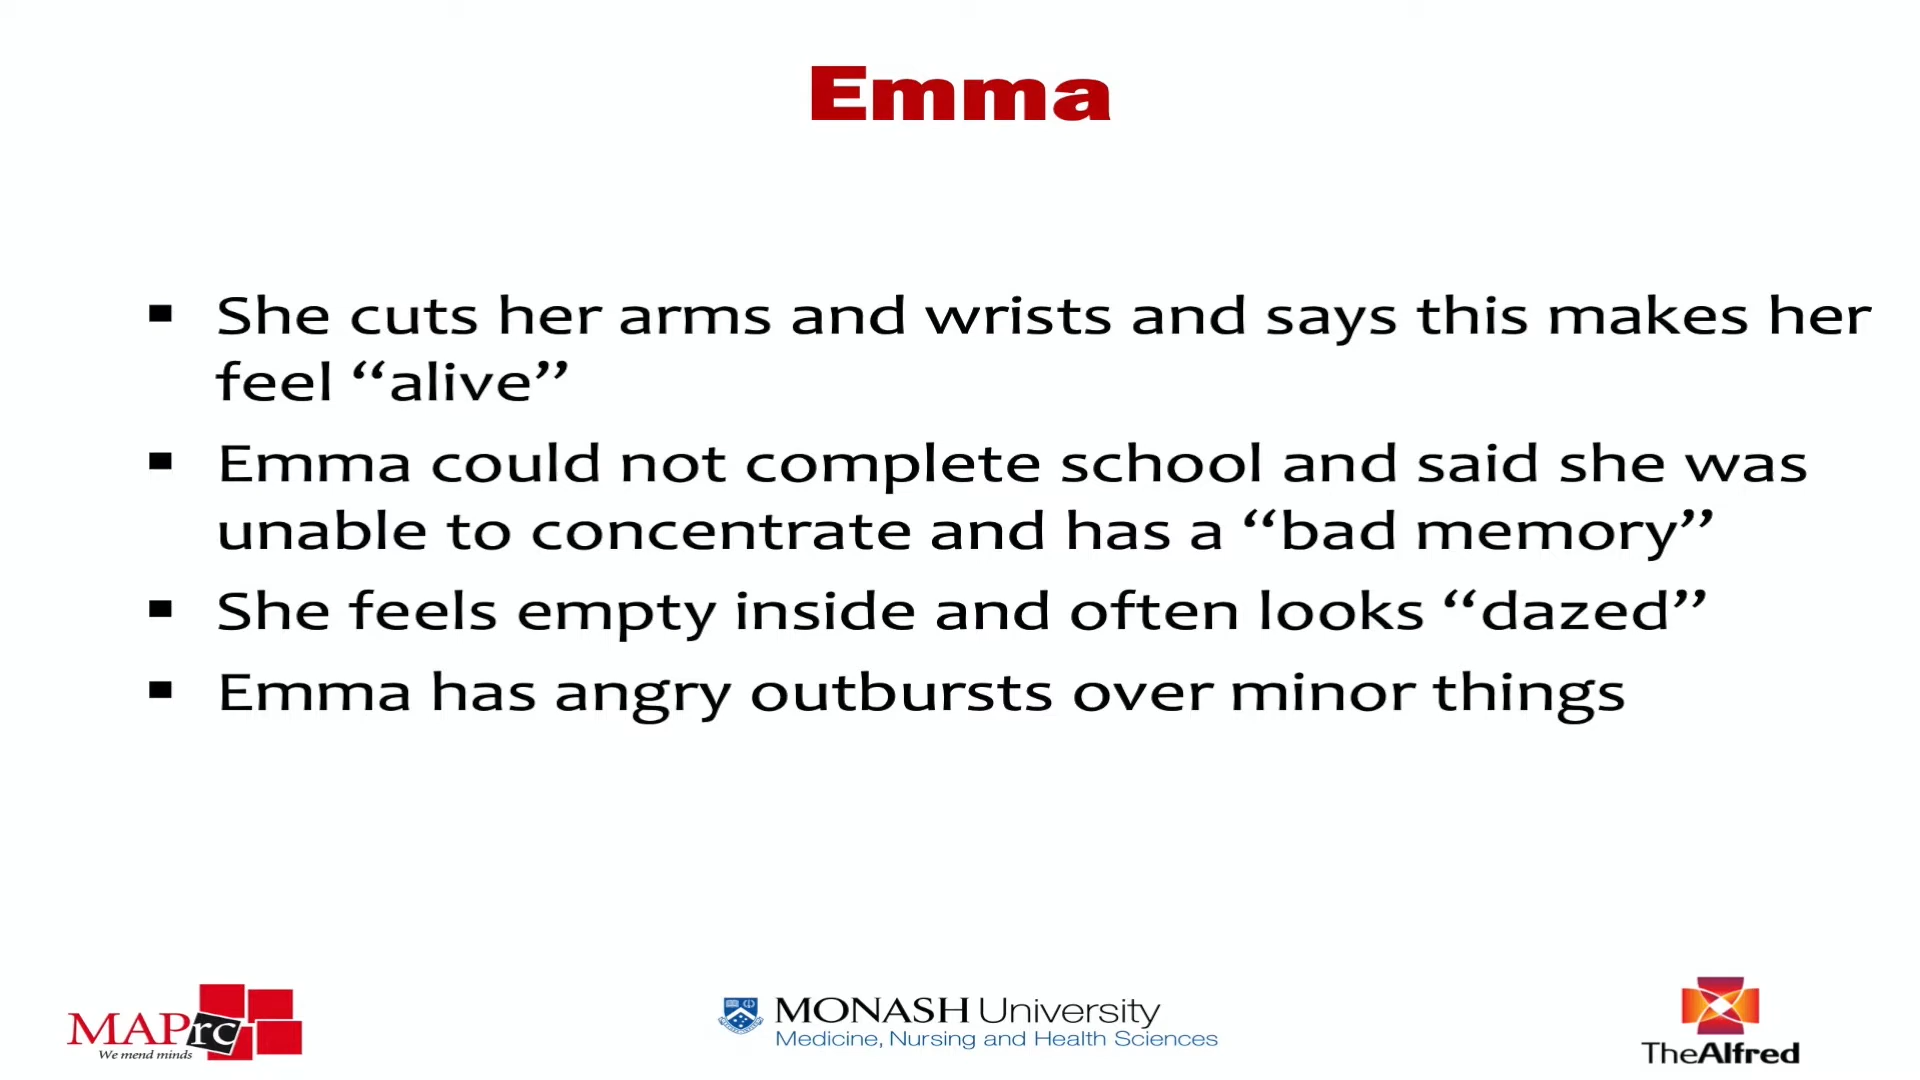 Emma
▪ She cuts her arms and wrists and says this makes her
feel “alive”
▪ Emma could not complete school and said she was
unable to concentrate and has a “bad memory”
▪ She feels empty inside and often looks “dazed”
▪ Emma has angry outbursts over minor things
MAPrc
We mend minds
MONASH University
Medicine, Nursing and Health Sciences
TheAlfred